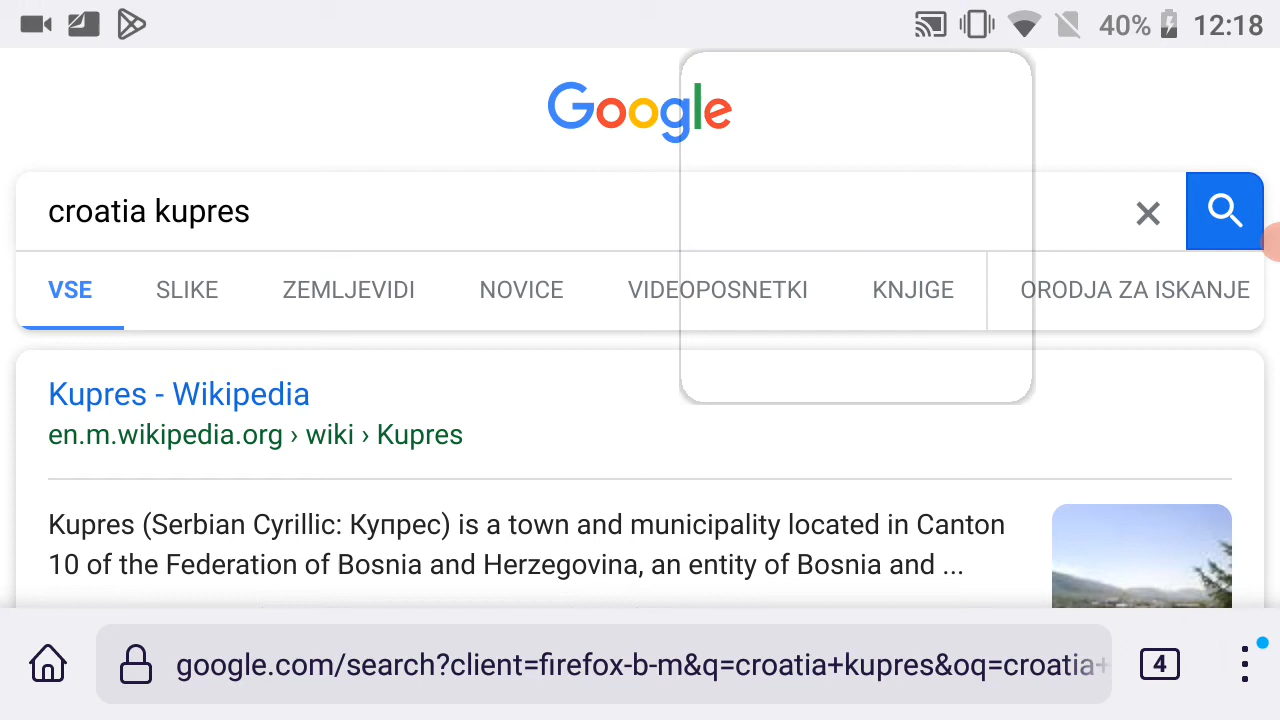 40% 12:18
Google
croatia kupres
VSE SLIKE ZEMLJEVIDI NOVICE VIDEOPOSNETKI KNJIGE ORODJA ZA ISKANJE
Kupres - Wikipedia
en.m.wikipedia.org › wiki › Kupres
Kupres (Serbian Cyrillic: Купрес) is a town and municipality located in Canton
10 of the Federation of Bosnia and Herzegovina, an entity of Bosnia and ...
google.com/search?client=firefox-b-m&q=croatia+kupres&oq=croatia+
4